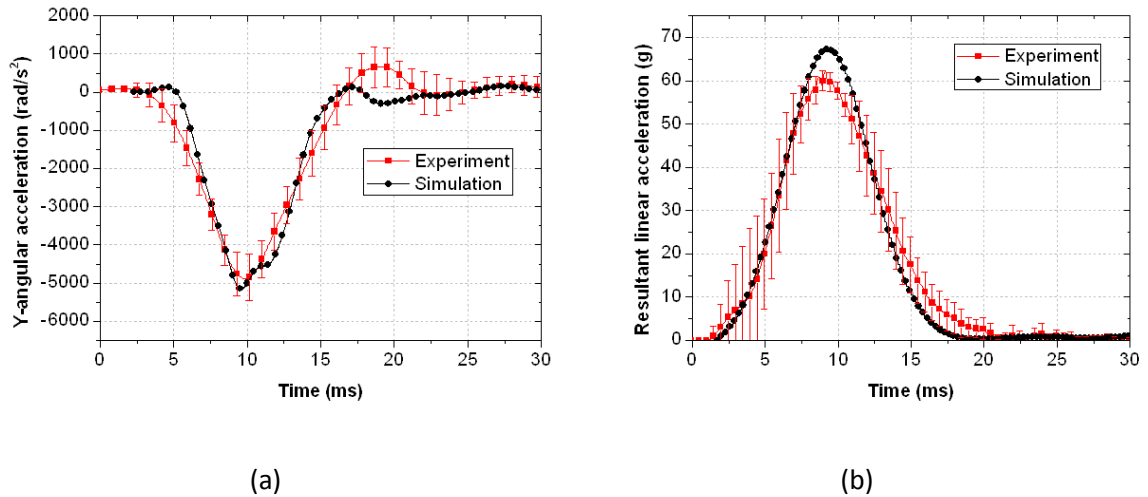 2000
1000
0
-1000
-2000
-3000
-4000
-5000
-6000
Y-angular acceleration (rad/s²)
Experiment
Simulation
0 5 10 15 20 25 30
Time (ms)
(a)
70
60
50
40
30
20
10
0
Resultant linear acceleration (g)
Experiment
Simulation
0 5 10 15 20 25 30
Time (ms)
(b)